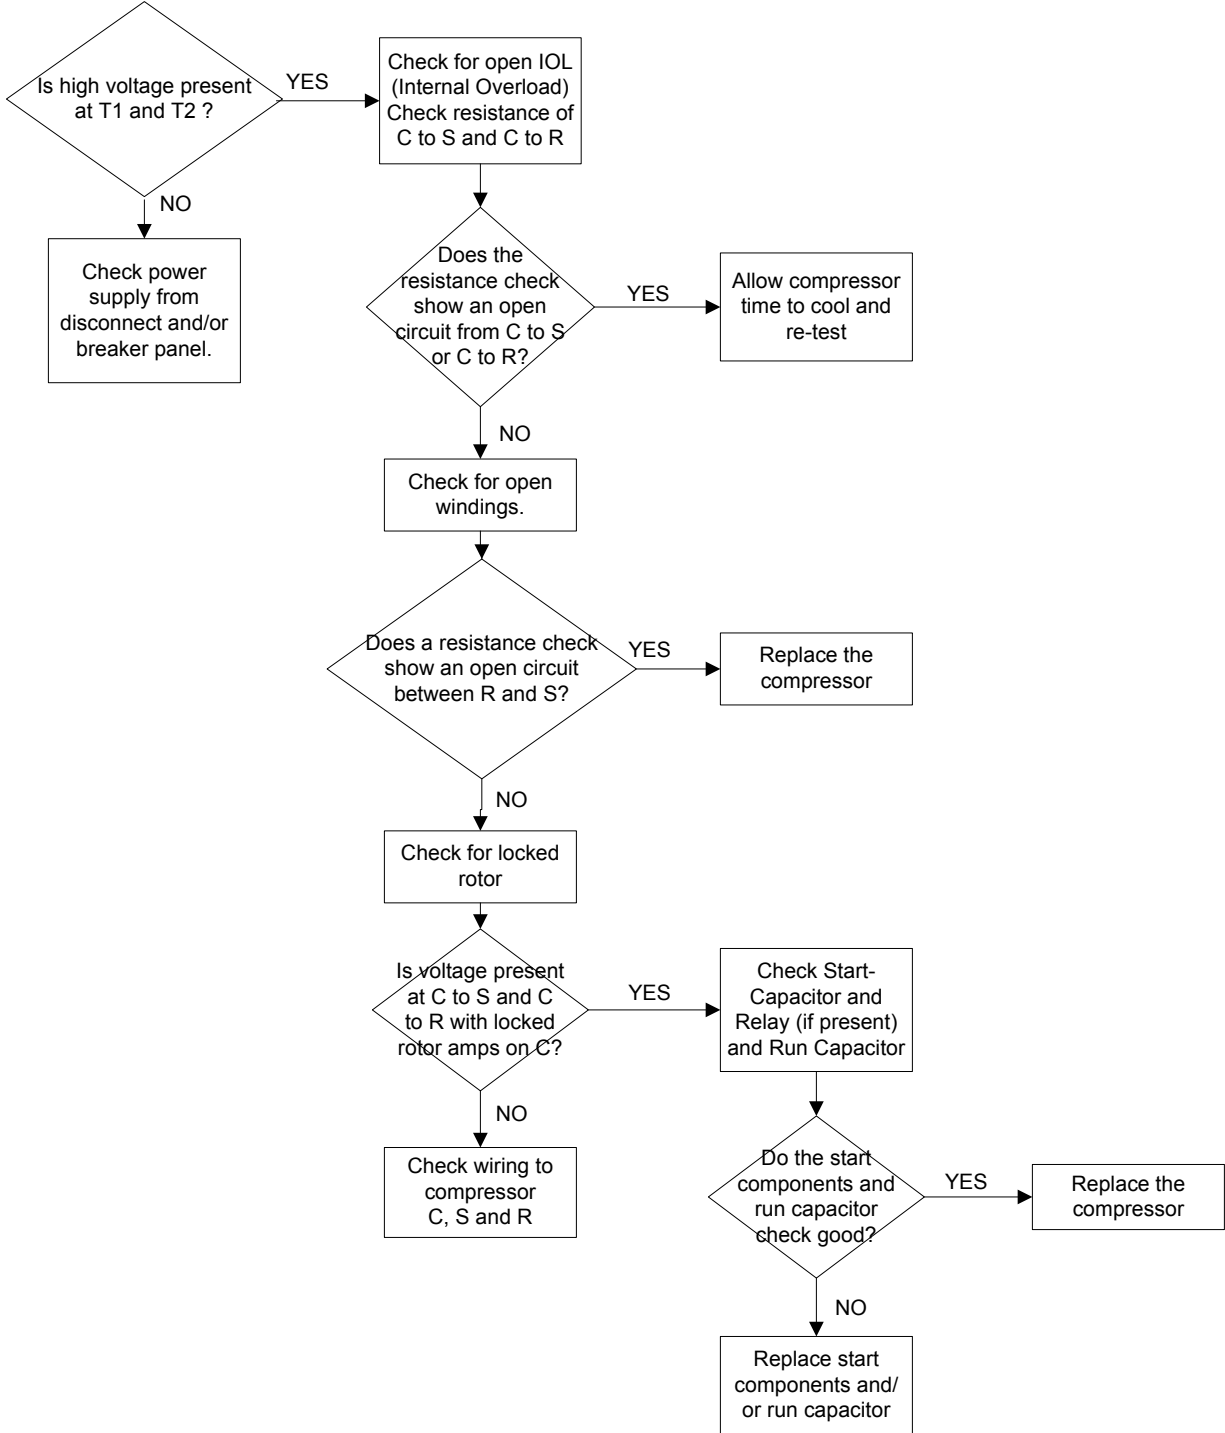 Is high voltage present
at T1 and T2 ?
YES
Check for open IOL
(Internal Overload)
Check resistance of
C to S and C to R
NO
Check power
supply from
disconnect and/or
breaker panel.
Does the
resistance check
show an open
circuit from C to S
or C to R?
YES
Allow compressor
time to cool and
re-test
NO
Check for open
windings.
Does a resistance check
show an open circuit
between R and S?
YES
Replace the
compressor
NO
Check for locked
rotor
Is voltage present
at C to S and C
to R with locked
rotor amps on C?
YES
Check Start-
Capacitor and
Relay (if present)
and Run Capacitor
NO
Check wiring to
compressor
C, S and R
Do the start
components and
run capacitor
check good?
YES
Replace the
compressor
NO
Replace start
components and/
or run capacitor